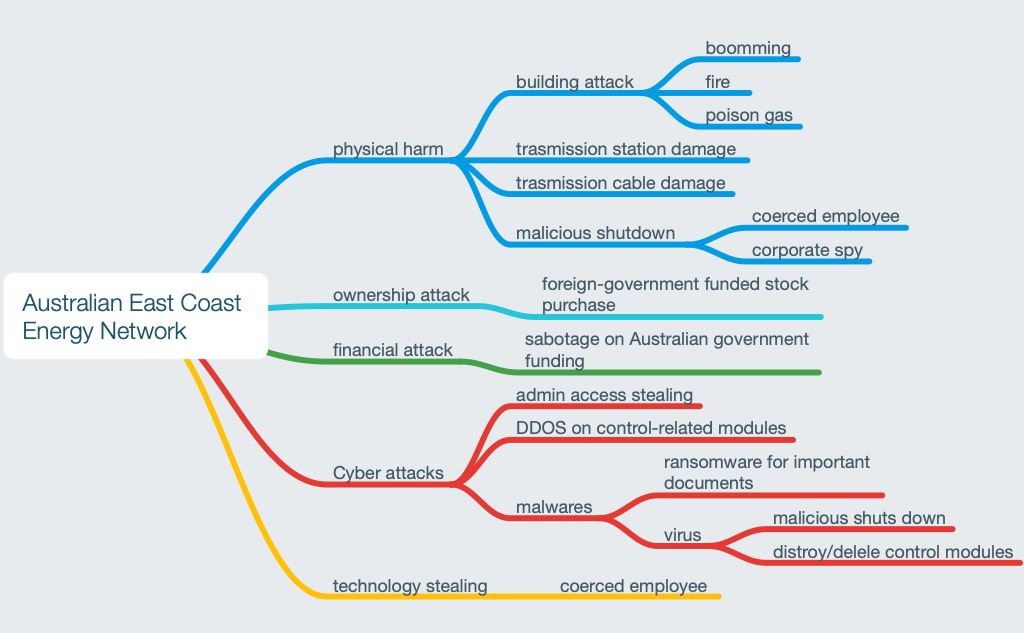 boomming
building attack
fire
poison gas
physical harm
trasmission station damage
trasmission cable damage
coerced employee
malicious shutdown
corporate spy
Australian East Coast
Energy Network
ownership attack
foreign-government funded stock
purchase
financial attack
sabotage on Australian government
funding
admin access stealing
DDOS on control-related modules
Cyber attacks
ransomware for important
documents
malwares
malicious shuts down
virus
distroy/delele control modules
technology stealing
coerced employee